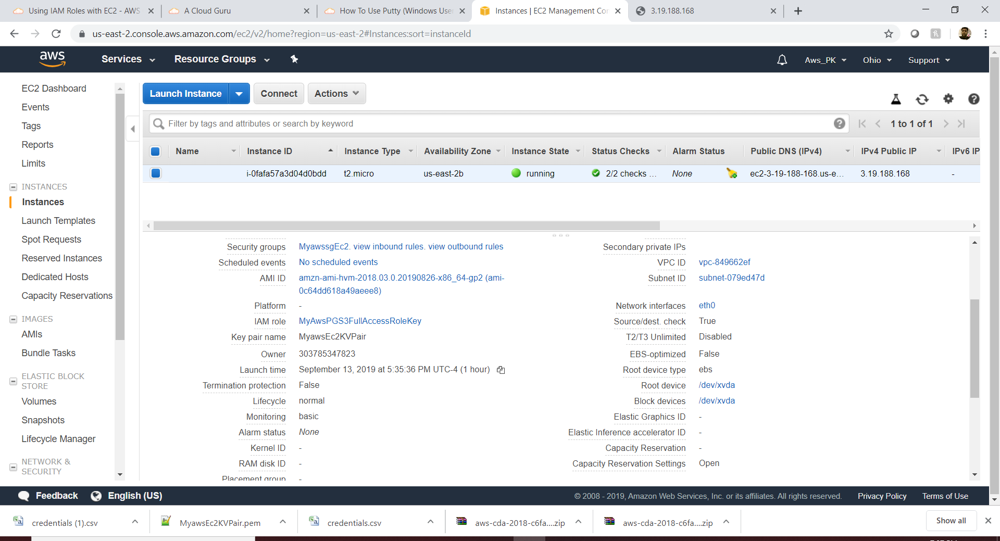 Using IAM Roles with EC2 - AWS
A Cloud Guru
How To Use Putty (Windows User
Instances | EC2 Management Con
3.19.188.168
us-east-2.console.aws.amazon.com/ec2/v2/home?region=us-east-2#Instances:sort=instanceId
aws
Services
Resource Groups
Aws_PK
Ohio
Support
EC2 Dashboard
Events
Tags
Reports
Limits
INSTANCES
Instances
Launch Templates
Spot Requests
Reserved Instances
Dedicated Hosts
Capacity Reservations
IMAGES
AMIs
Bundle Tasks
ELASTIC BLOCK
STORE
Volumes
Snapshots
Lifecycle Manager
NETWORK &
SECURITY
Launch Instance
Connect
Actions
Filter by tags and attributes or search by keyword
1 to 1 of 1
Name
Instance ID
Instance Type
Availability Zone
Instance State
Status Checks
Alarm Status
Public DNS (IPv4)
IPv4 Public IP
IPv6 IP
i-0fafa57a3d04d0bdd
t2.micro
us-east-2b
running
2/2 checks ...
None
ec2-3-19-188-168.us-e...
3.19.188.168
-
Security groups
MyawssgEc2. view inbound rules. view outbound rules
Scheduled events
No scheduled events
AMI ID
amzn-ami-hvm-2018.03.0.20190826-x86_64-gp2 (ami-
0c64dd618a49aeee8)
Platform
-
IAM role
MyAwsPGS3FullAccessRoleKey
Key pair name
MyawsEc2KVPair
Owner
303785347823
Launch time
September 13, 2019 at 5:35:36 PM UTC-4 (1 hour)
Termination protection
False
Lifecycle
normal
Monitoring
basic
Alarm status
None
Kernel ID
-
RAM disk ID
-
Placement group
-
Secondary private IPs
VPC ID
vpc-849662ef
Subnet ID
subnet-079ed47d
Network interfaces
eth0
Source/dest. check
True
T2/T3 Unlimited
Disabled
EBS-optimized
False
Root device type
ebs
Root device
/dev/xvda
Block devices
/dev/xvda
Elastic Graphics ID
-
Elastic Inference accelerator ID
-
Capacity Reservation
-
Capacity Reservation Settings
Open
Feedback
English (US)
© 2008 - 2019, Amazon Web Services, Inc. or its affiliates. All rights reserved.
Privacy Policy
Terms of Use
credentials (1).csv
MyawsEc2KVPair.pem
credentials.csv
aws-cda-2018-c6fa....zip
aws-cda-2018-c6fa....zip
Show all